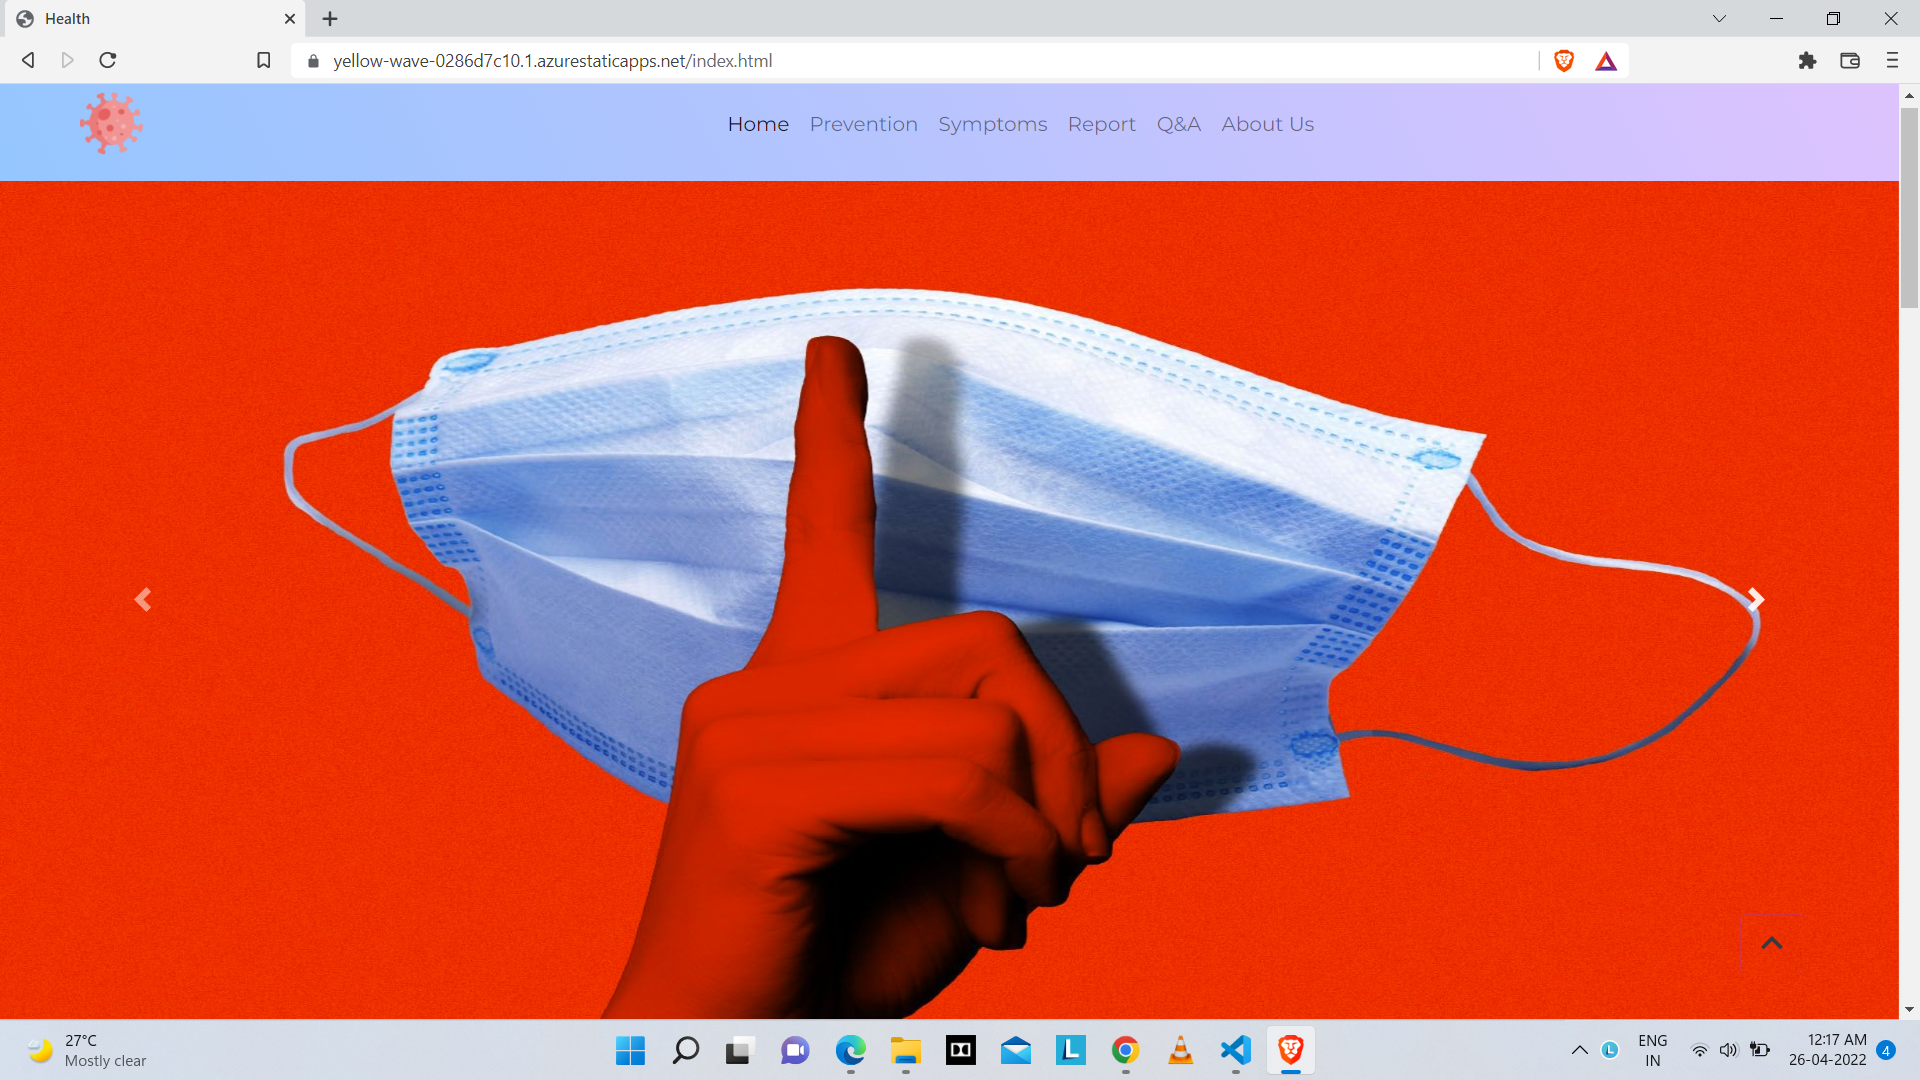 Health
yellow-wave-0286d7c10.1.azurestaticapps.net/index.html
Home Prevention Symptoms Report Q&A About Us
27°C
Mostly clear
L
L
ENG
IN
12:17 AM
26-04-2022
4